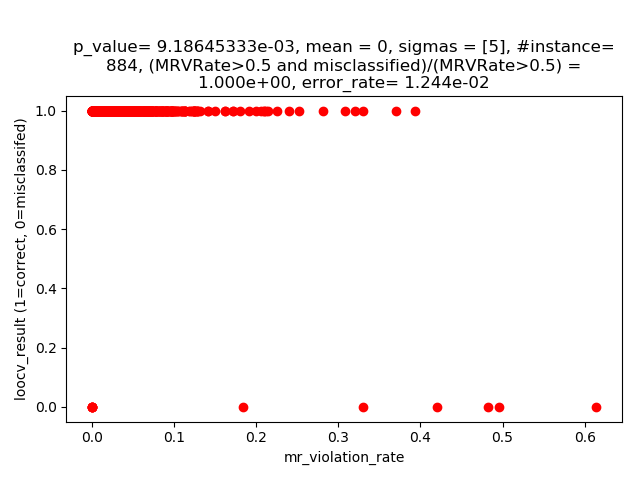 p_value= 9.18645333e-03, mean = 0, sigmas = [5], #instance=
884, (MRVRate>0.5 and misclassified)/(MRVRate>0.5) =
1.000e+00, error_rate= 1.244e-02
1.0
0.8
0.6
0.4
0.2
0.0
loocv_result (1=correct, 0=misclassifed)
0.0 0.1 0.2 0.3 0.4 0.5 0.6
mr_violation_rate